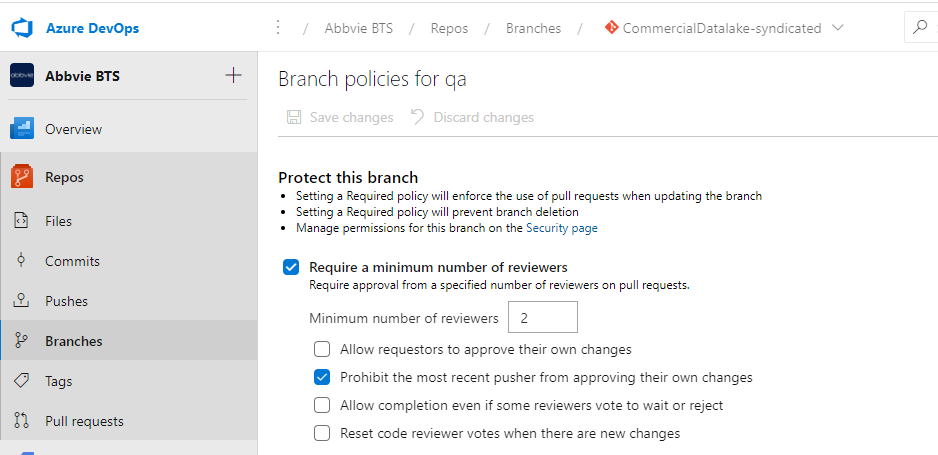 Azure DevOps
/ Abbvie BTS / Repos / Branches / CommercialDatalake-syndicated
abbvie
Abbvie BTS
Overview
Repos
Files
Commits
Pushes
Branches
Tags
Pull requests
Branch policies for qa
Save changes Discard changes
Protect this branch
• Setting a Required policy will enforce the use of pull requests when updating the branch
• Setting a Required policy will prevent branch deletion
• Manage permissions for this branch on the Security page
Require a minimum number of reviewers
Require approval from a specified number of reviewers on pull requests.
Minimum number of reviewers 2
Allow requestors to approve their own changes
Prohibit the most recent pusher from approving their own changes
Allow completion even if some reviewers vote to wait or reject
Reset code reviewer votes when there are new changes